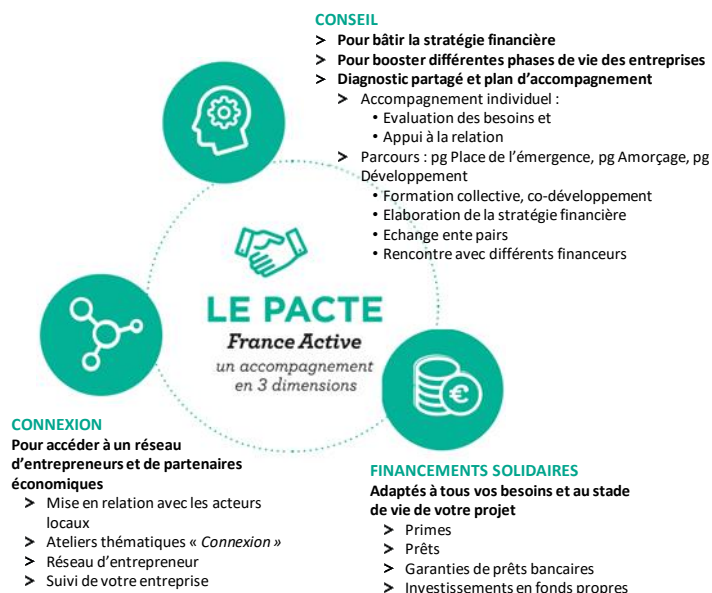 CONSEIL
> Pour bâtir la stratégie financière
> Pour booster différentes phases de vie des entreprises
> Diagnostic partagé et plan d’accompagnement
> Accompagnement individuel :
• Evaluation des besoins et
• Appui à la relation
> Parcours : pg Place de l’émergence, pg Amorçage, pg
Développement
• Formation collective, co-développement
• Elaboration de la stratégie financière
• Echange ente pairs
• Rencontre avec différents financeurs
LE PACTE
France Active
un accompagnement
en 3 dimensions
€
CONNEXION
Pour accéder à un réseau
d’entrepreneurs et de partenaires
économiques
> Mise en relation avec les acteurs
locaux
> Ateliers thématiques « Connexion »
> Réseau d’entrepreneur
> Suivi de votre entreprise
FINANCEMENTS SOLIDAIRES
Adaptés à tous vos besoins et au stade
de vie de votre projet
> Primes
> Prêts
> Garanties de prêts bancaires
> Investissements en fonds propres